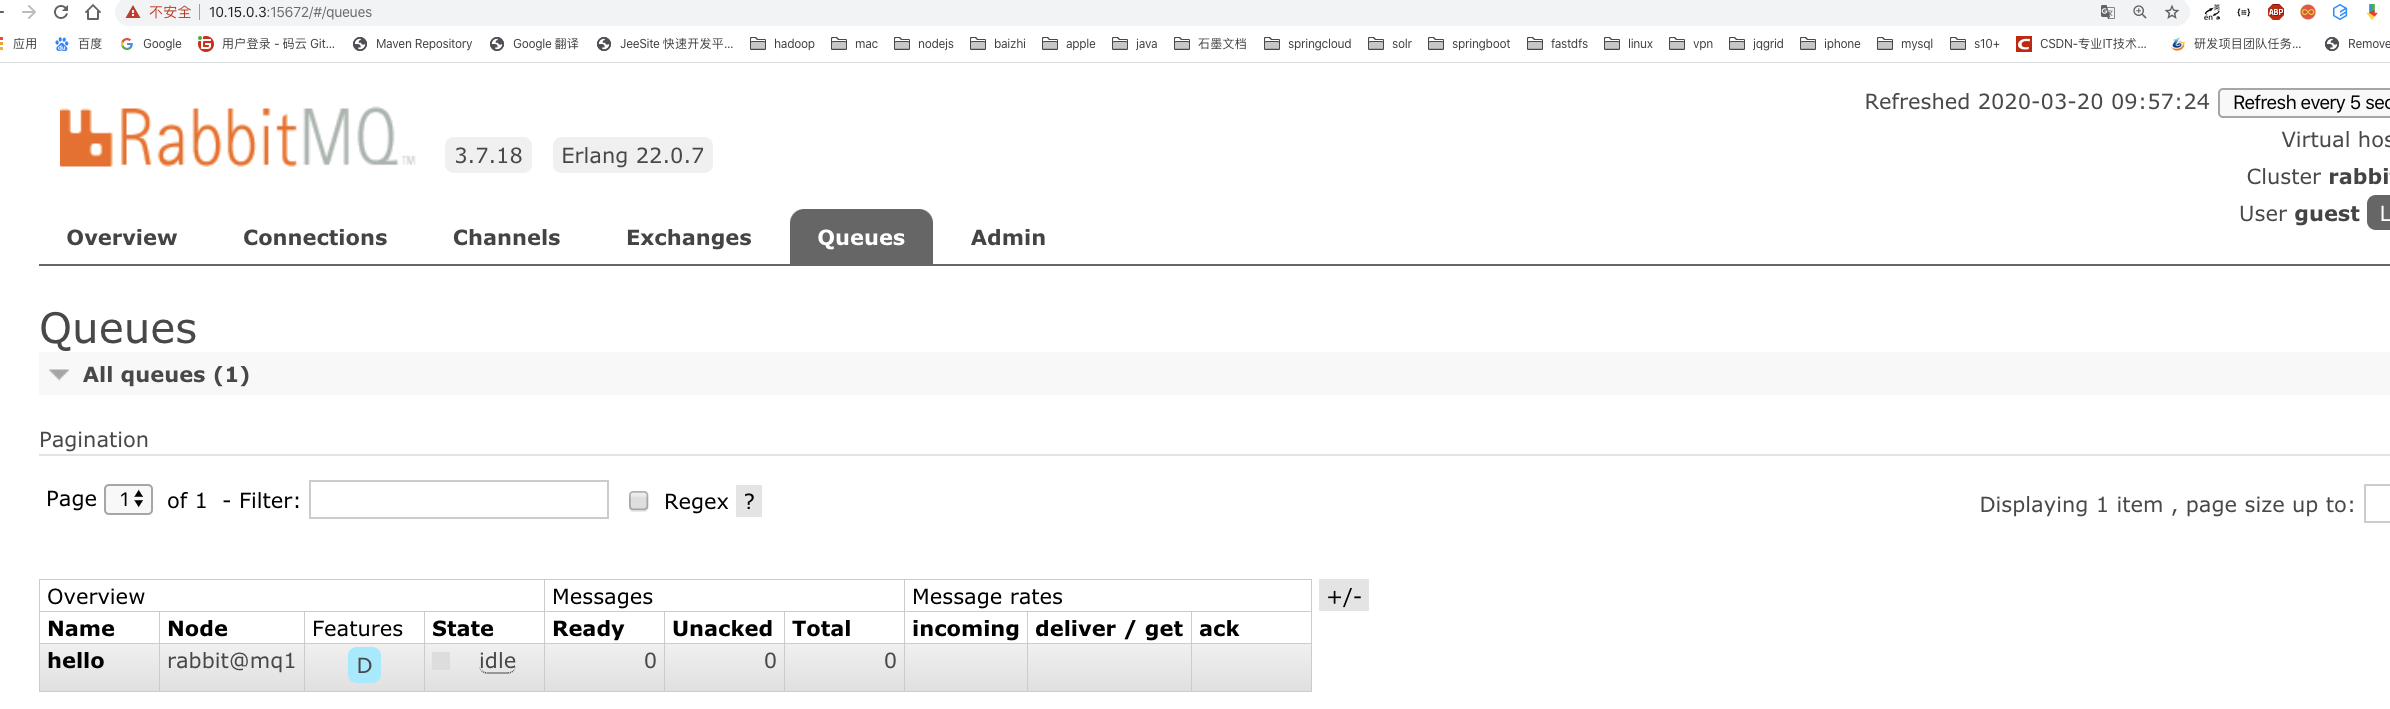 不安全 10.15.0.3:15672/#/queues
应用 百度 Google 用户登录 - 码云 Git... Maven Repository Google 翻译 JeeSite 快速开发平... hadoop mac nodejs baizhi apple java 石墨文档 springcloud solr springboot fastdfs linux vpn jqgrid iphone mysql s10+ CSDN-专业IT技术... 研发项目团队任务... Remove
Refreshed 2020-03-20 09:57:24 Refresh every 5 sec
RabbitMQ TM 3.7.18 Erlang 22.0.7
Virtual hos
Cluster rabbi
User guest L
Overview Connections Channels Exchanges Queues Admin
Queues
All queues (1)
Pagination
Page 1 of 1 - Filter: Regex ?
Displaying 1 item , page size up to:
Overview Messages Message rates +/-
Name Node Features State Ready Unacked Total incoming deliver / get ack
hello rabbit@mq1 D idle 0 0 0